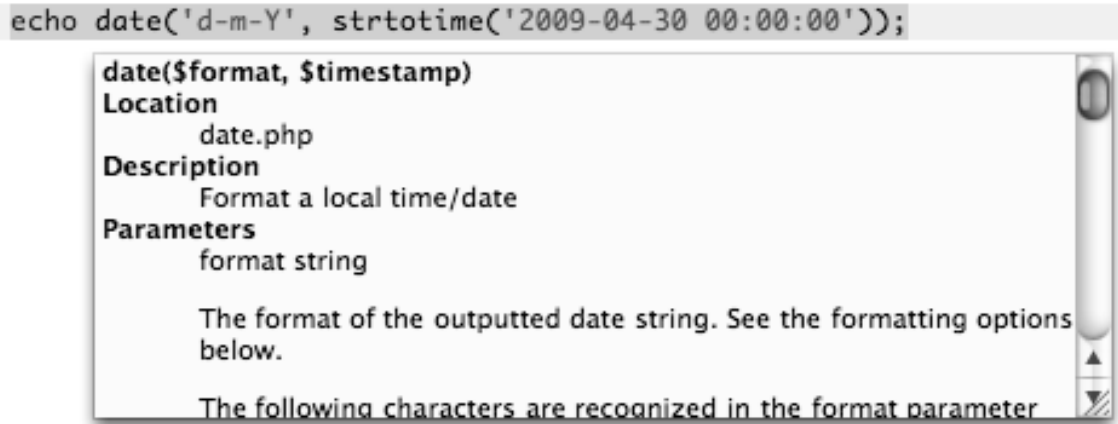 echo date('d-m-Y', strtotime('2009-04-30 00:00:00'));
date($format, $timestamp)
Location
date.php
Description
Format a local time/date
Parameters
format string
The format of the outputted date string. See the formatting options
below.
The following characters are recognized in the format parameter